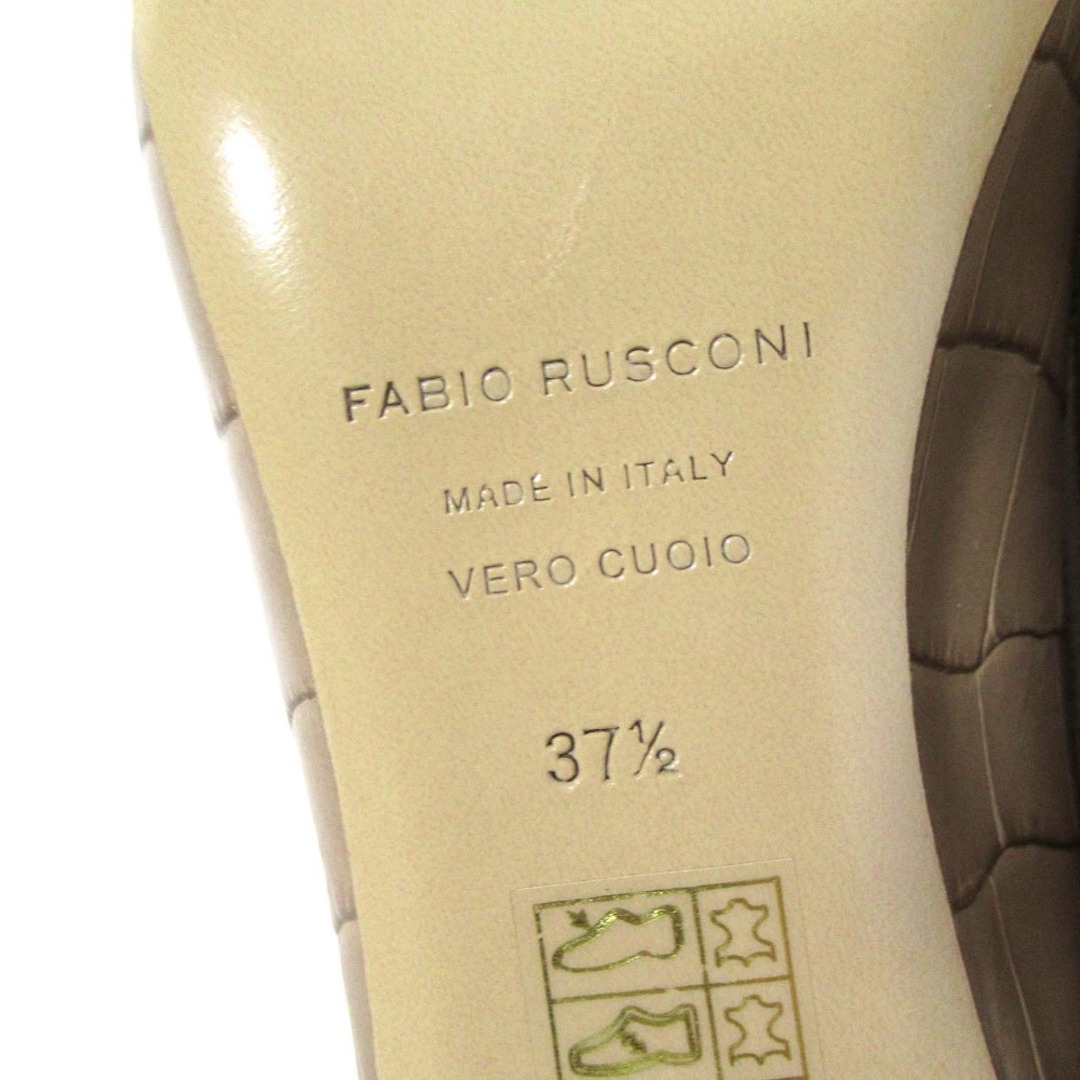 FABIO RUSCONI
MADE IN ITALY
VERO CUOIO
37½